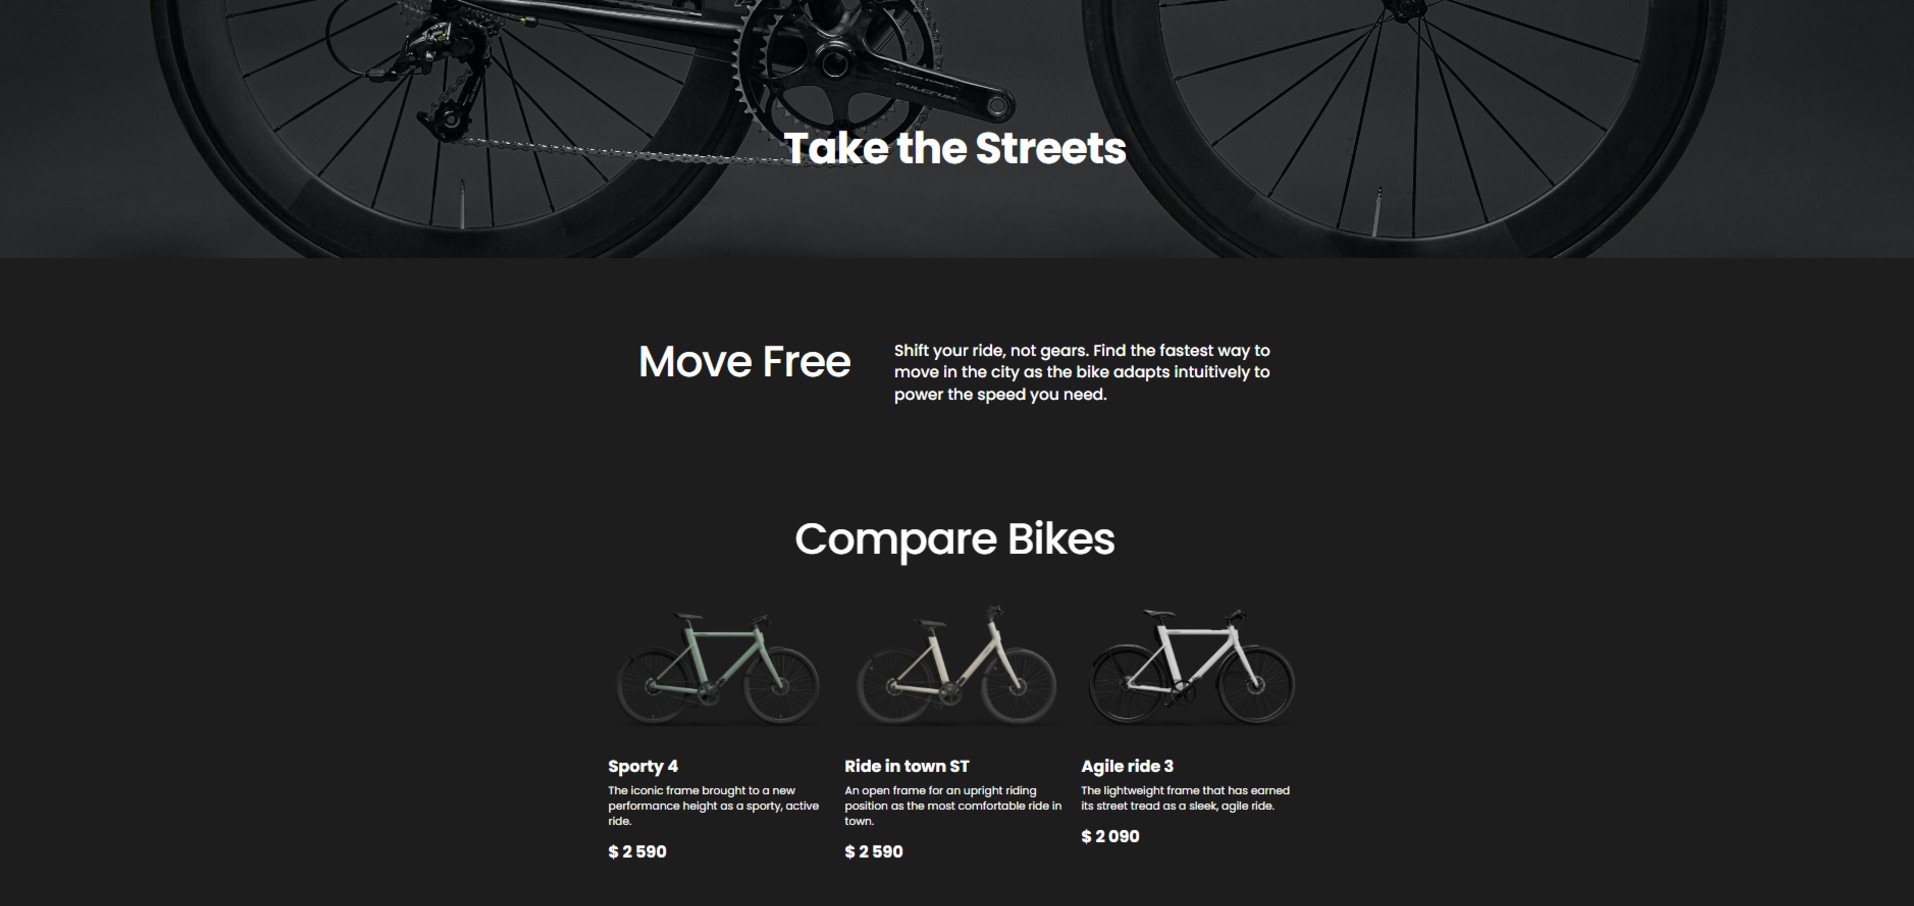 Take the Streets
Move Free
Shift your ride, not gears. Find the fastest way to
move in the city as the bike adapts intuitively to
power the speed you need.
Compare Bikes
Sporty 4
The iconic frame brought to a new
performance height as a sporty, active
ride.
$ 2 590
Ride in town ST
An open frame for an upright riding
position as the most comfortable ride in
town.
$ 2 590
Agile ride 3
The lightweight frame that has earned
its street tread as a sleek, agile ride.
$ 2 090